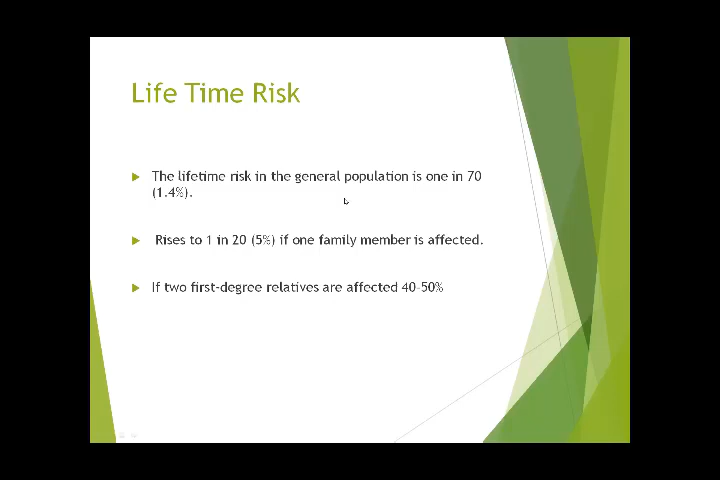 Life Time Risk
The lifetime risk in the general population is one in 70
(1.4%).
Rises to 1 in 20 (5%) if one family member is affected.
If two first-degree relatives are affected 40-50%